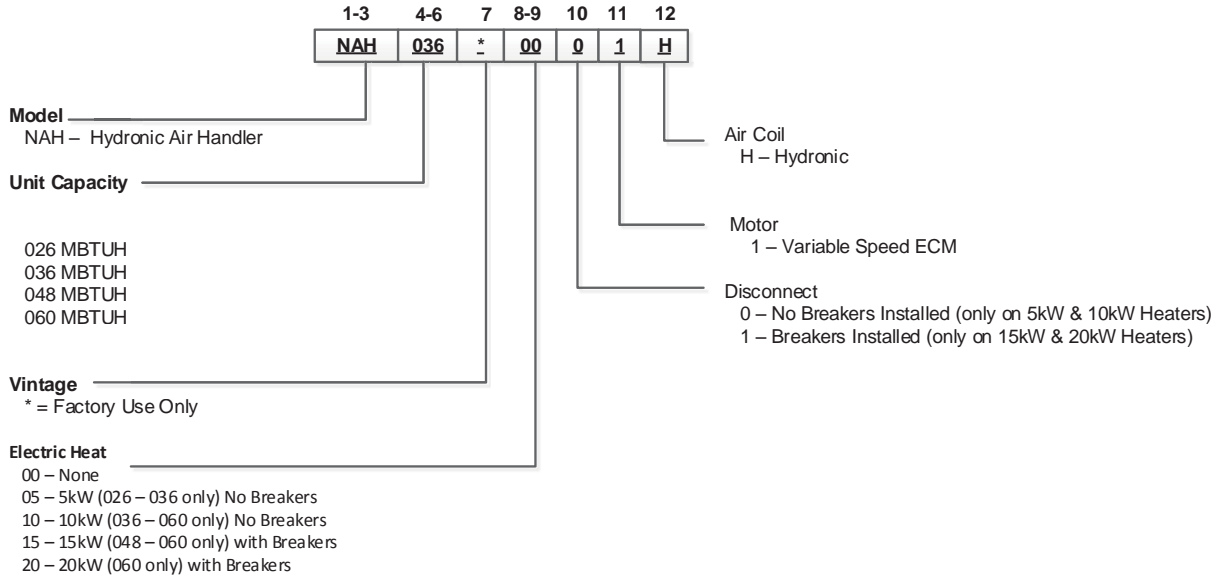 1-3 4-6 7 8-9 10 11 12
NAH 036 * 00 0 1 H
Model
NAH – Hydronic Air Handler
Unit Capacity
026 MBTUH
036 MBTUH
048 MBTUH
060 MBTUH
Vintage
* = Factory Use Only
Electric Heat
00 – None
05 – 5kW (026 – 036 only) No Breakers
10 – 10kW (036 – 060 only) No Breakers
15 – 15kW (048 – 060 only) with Breakers
20 – 20kW (060 only) with Breakers
Air Coil
H – Hydronic
Motor
1 – Variable Speed ECM
Disconnect
0 – No Breakers Installed (only on 5kW & 10kW Heaters)
1 – Breakers Installed (only on 15kW & 20kW Heaters)